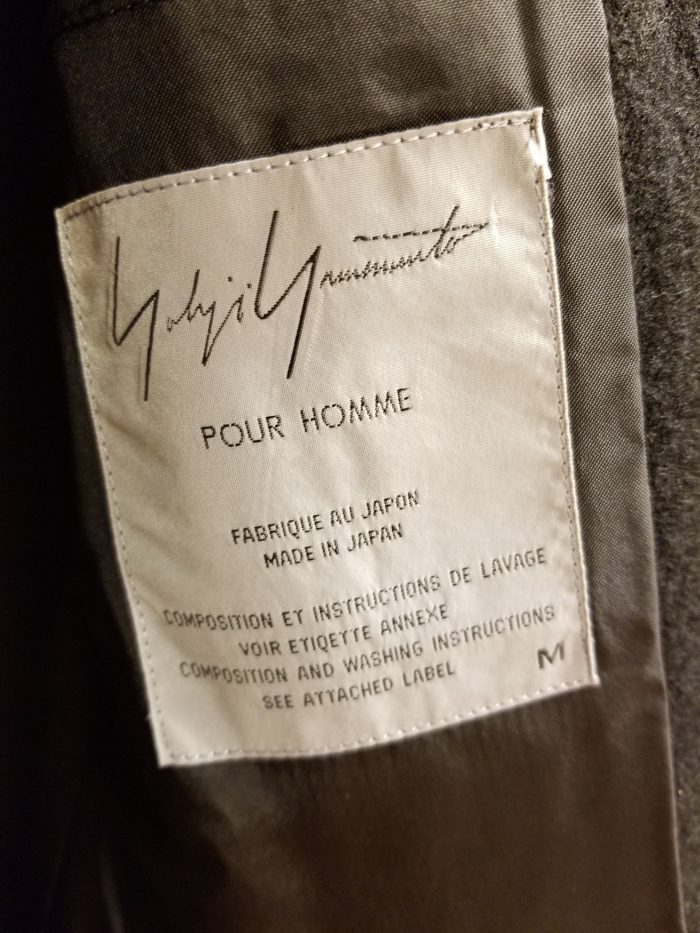 Yohji Yamamoto
POUR HOMME
FABRIQUE AU JAPON
MADE IN JAPAN
COMPOSITION ET INSTRUCTIONS DE LAVAGE
VOIR ETIQETTE ANNEXE
COMPOSITION AND WASHING INSTRUCTIONS
SEE ATTACHED LABEL
M